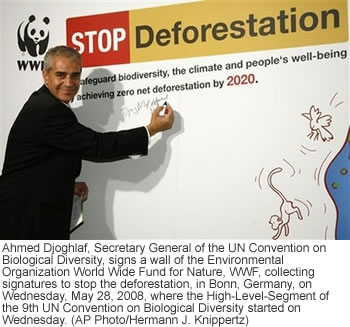 STOP Deforestation
WWF
safeguard biodiversity, the climate and people's well-being
achieving zero net deforestation by 2020.
Ahmed Djoghlaf, Secretary General of the UN Convention on
Biological Diversity, signs a wall of the Environmental
Organization World Wide Fund for Nature, WWF, collecting
signatures to stop the deforestation, in Bonn, Germany, on
Wednesday, May 28, 2008, where the High-Level-Segment of
the 9th UN Convention on Biological Diversity started on
Wednesday. (AP Photo/Hermann J. Knippertz)